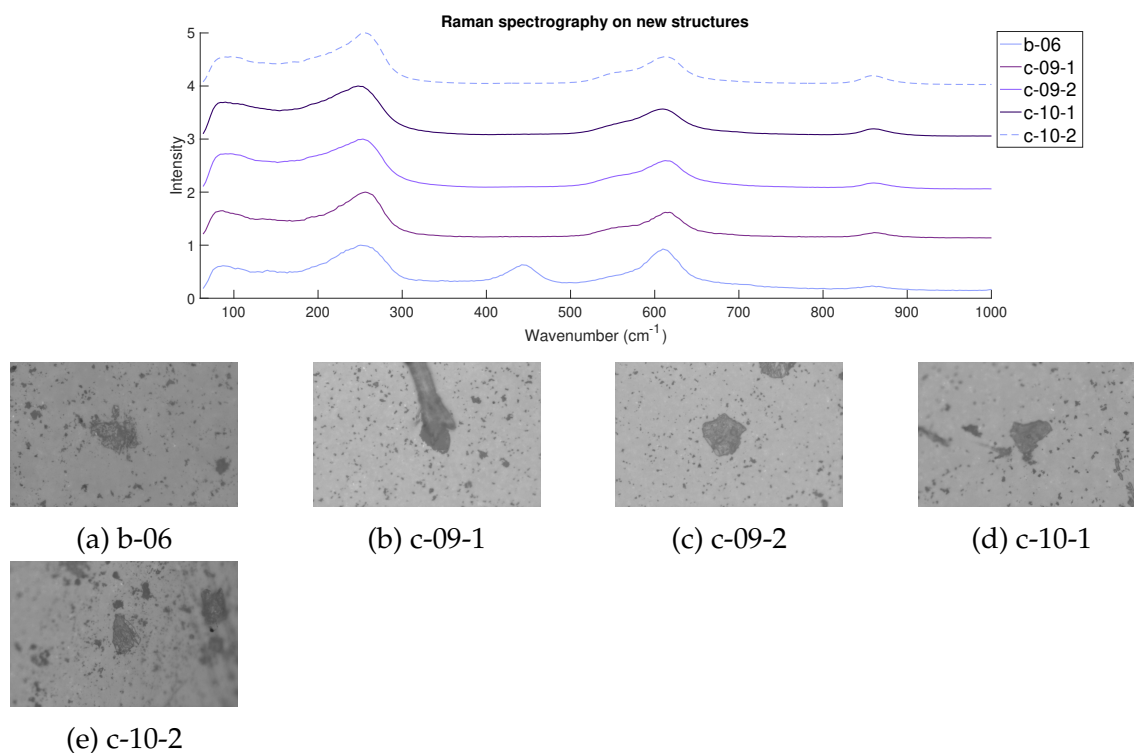 Raman spectrography on new structures
5
4
3
2
1
0
Intensity
100 200 300 400 500 600 700 800 900 1000
Wavenumber (cm⁻¹)
b-06
c-09-1
c-09-2
c-10-1
c-10-2
(a) b-06 (b) c-09-1 (c) c-09-2 (d) c-10-1
(e) c-10-2